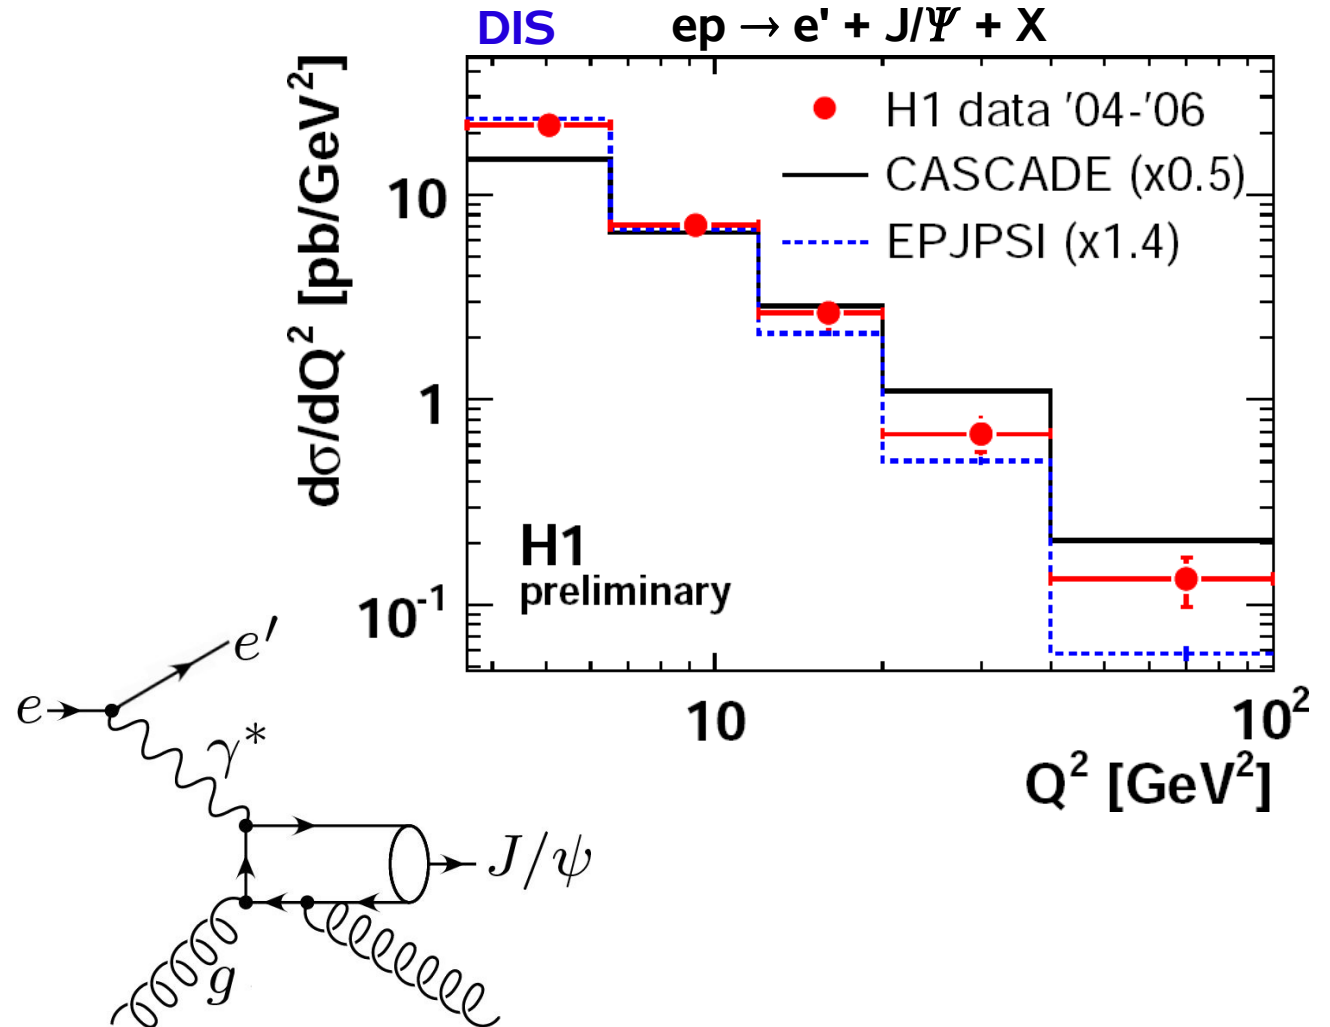 DIS
ep → e' + J/Ψ + X
dσ/dQ² [pb/GeV²]
H1 data '04-'06
CASCADE (x0.5)
EPJPSI (x1.4)
10
1
10⁻¹
H1
preliminary
10
10²
Q² [GeV²]
e′
e
γ*
J/ψ
g